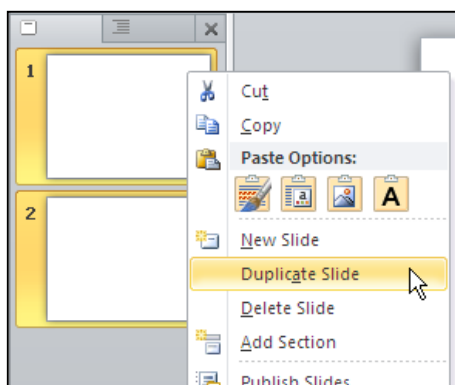 1
2
Cut
Copy
Paste Options:
A
New Slide
Duplicate Slide
Delete Slide
Add Section
Publish Slides